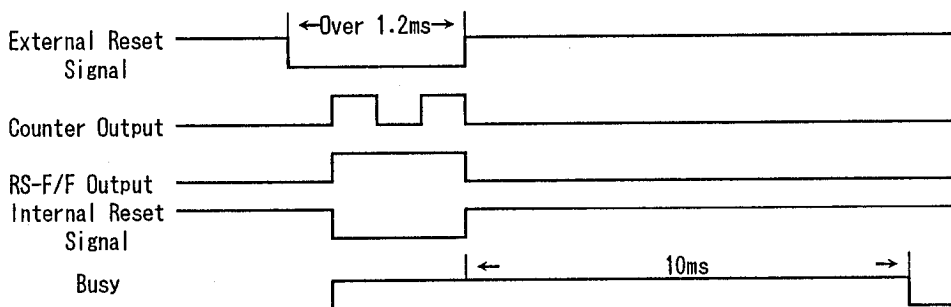 Over 1.2ms
External Reset
Signal
Counter Output
RS-F/F Output
Internal Reset
Signal
10ms
Busy